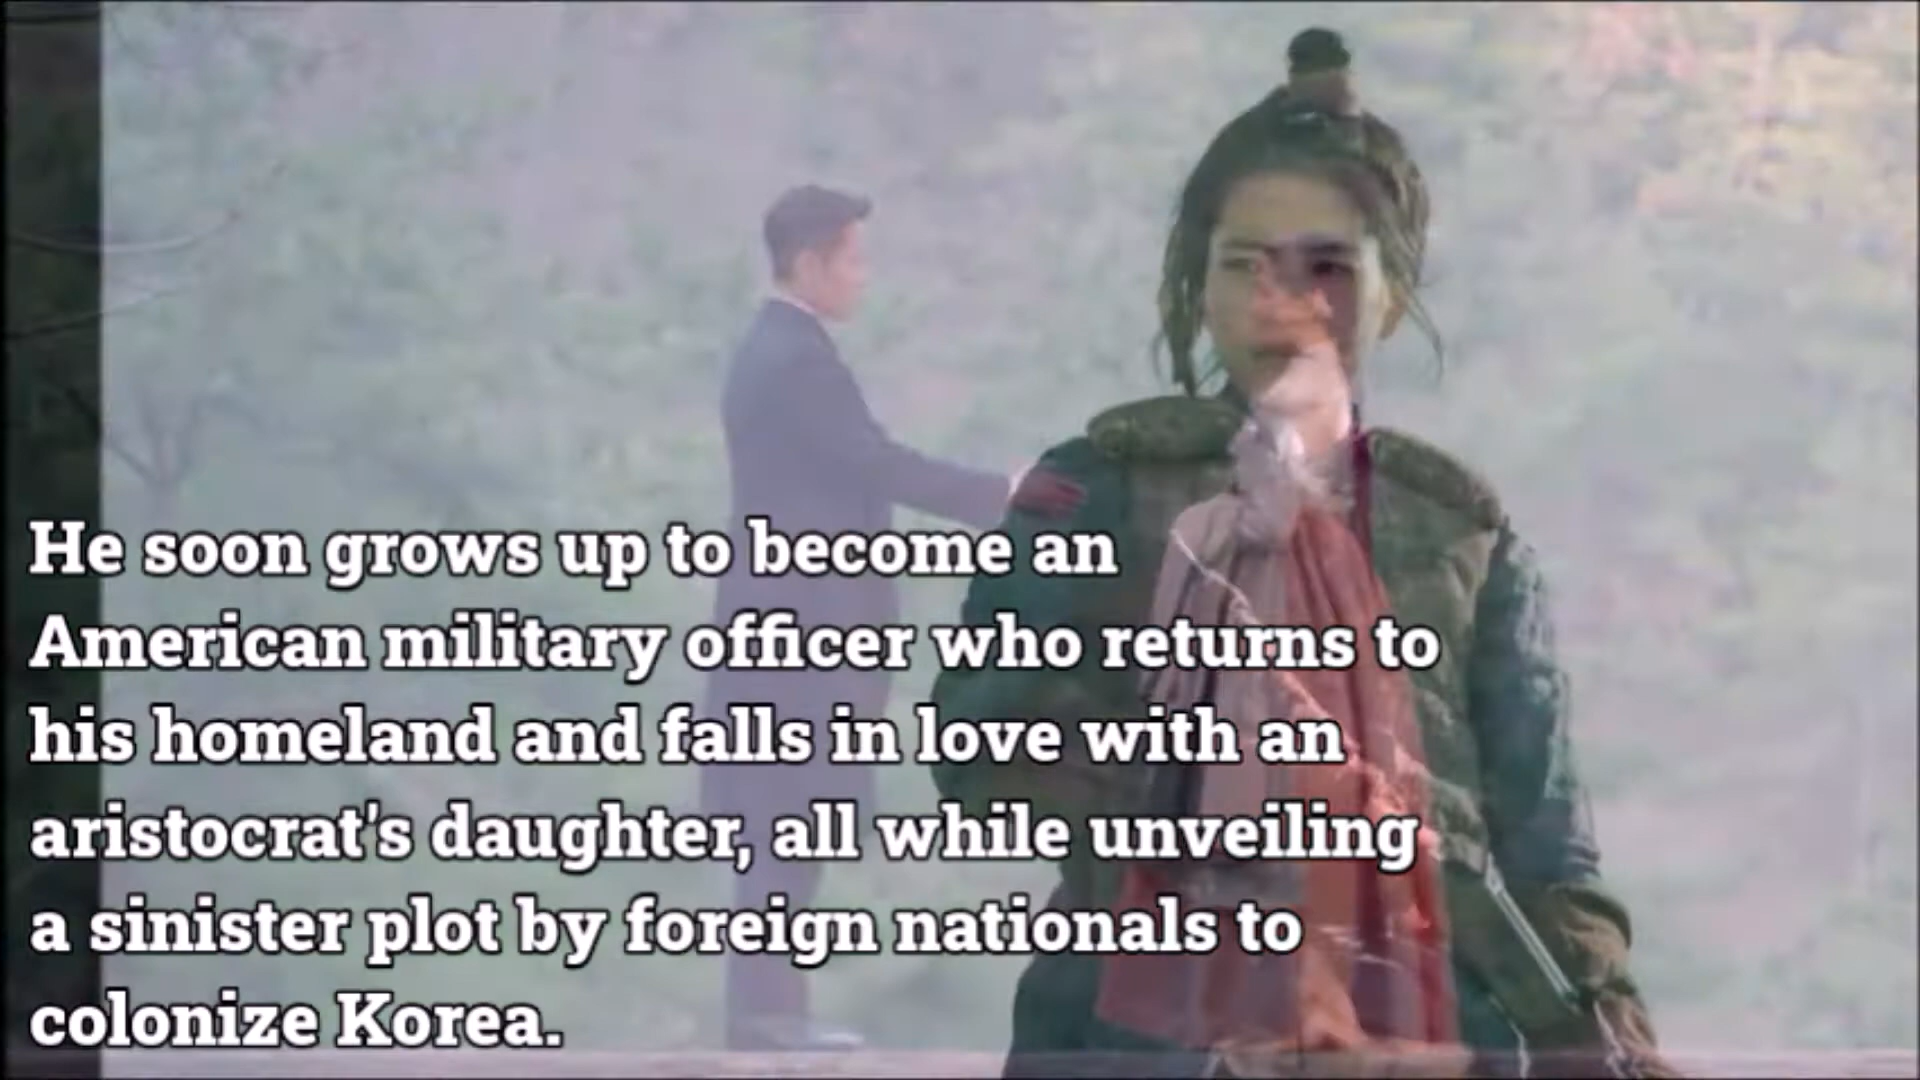 He soon grows up to become an
American military officer who returns to
his homeland and falls in love with an
aristocrat's daughter, all while unveiling
a sinister plot by foreign nationals to
colonize Korea.